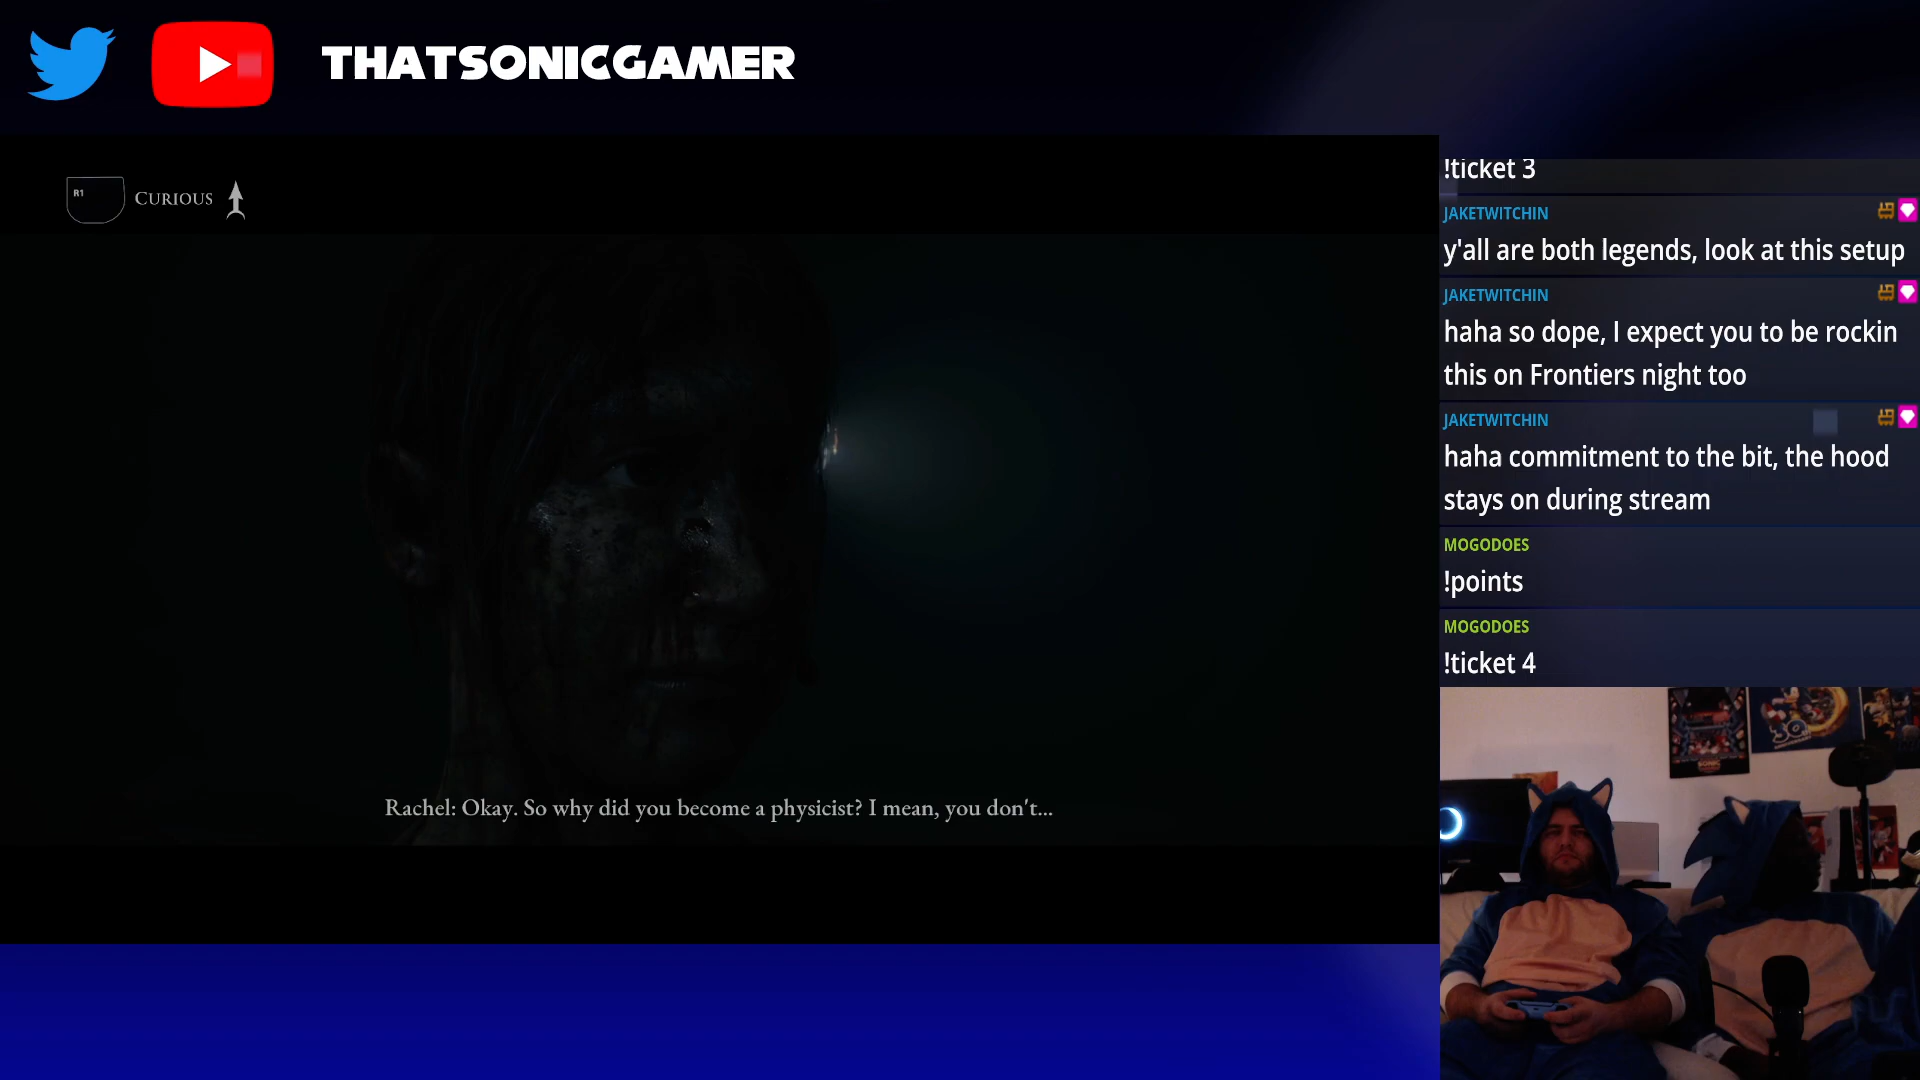 THATSONICGAMER
R1
CURIOUS
Rachel: Okay. So why did you become a physicist? I mean, you don't...
!ticket 3
JAKETWITCHIN
y'all are both legends, look at this setup
JAKETWITCHIN
haha so dope, I expect you to be rockin
this on Frontiers night too
JAKETWITCHIN
haha commitment to the bit, the hood
stays on during stream
MOGODOES
!points
MOGODOES
!ticket 4
30
SONIC